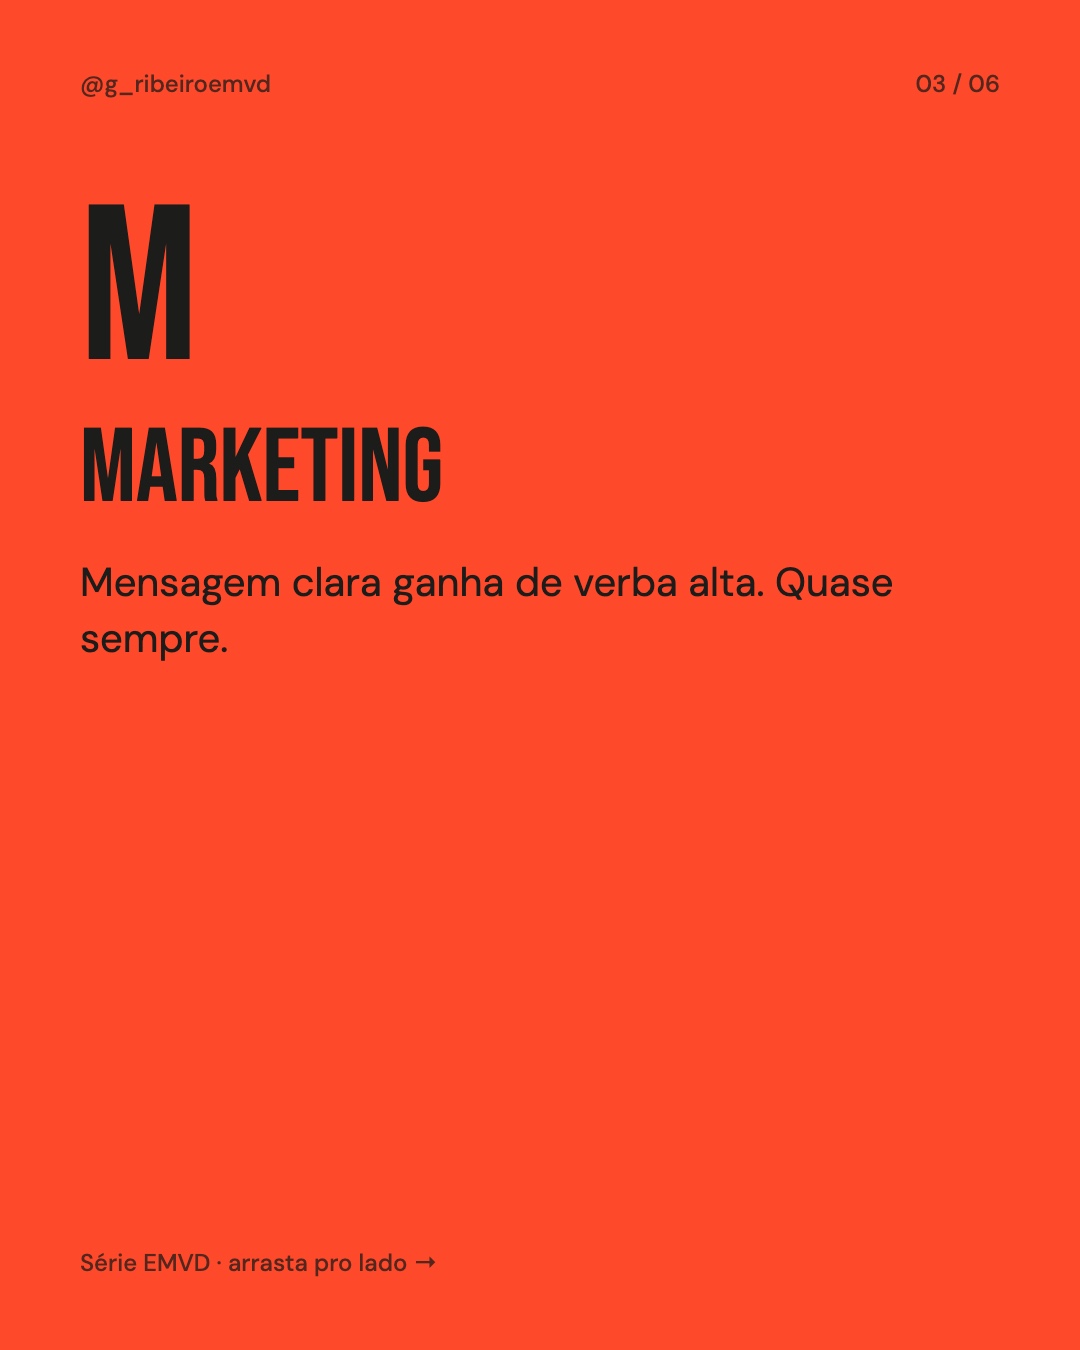 @g_ribeiroemvd
03 / 06
M
MARKETING
Mensagem clara ganha de verba alta. Quase
sempre.
Série EMVD · arrasta pro lado →